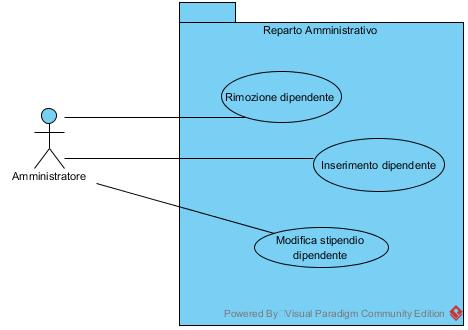 Reparto Amministrativo
Rimozione dipendente
Inserimento dipendente
Amministratore
Modifica stipendio
dipendente
Powered By Visual Paradigm Community Edition